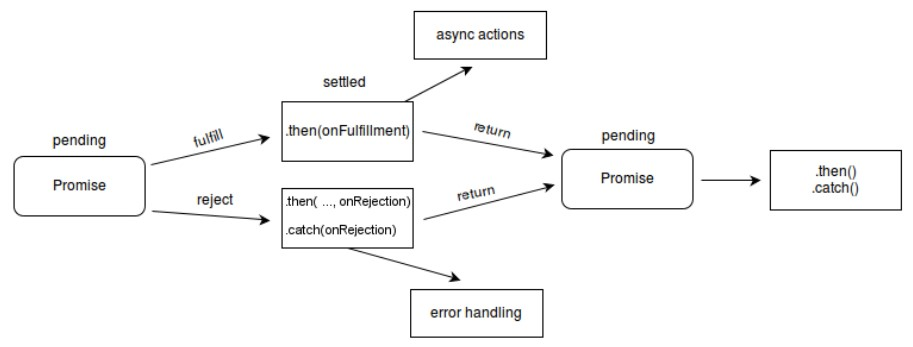 async actions
settled
.then(onFulfillment)
pending
fulfill
return
pending
Promise
Promise
.then()
.catch()
reject
.then( ..., onRejection)
.catch(onRejection)
return
error handling